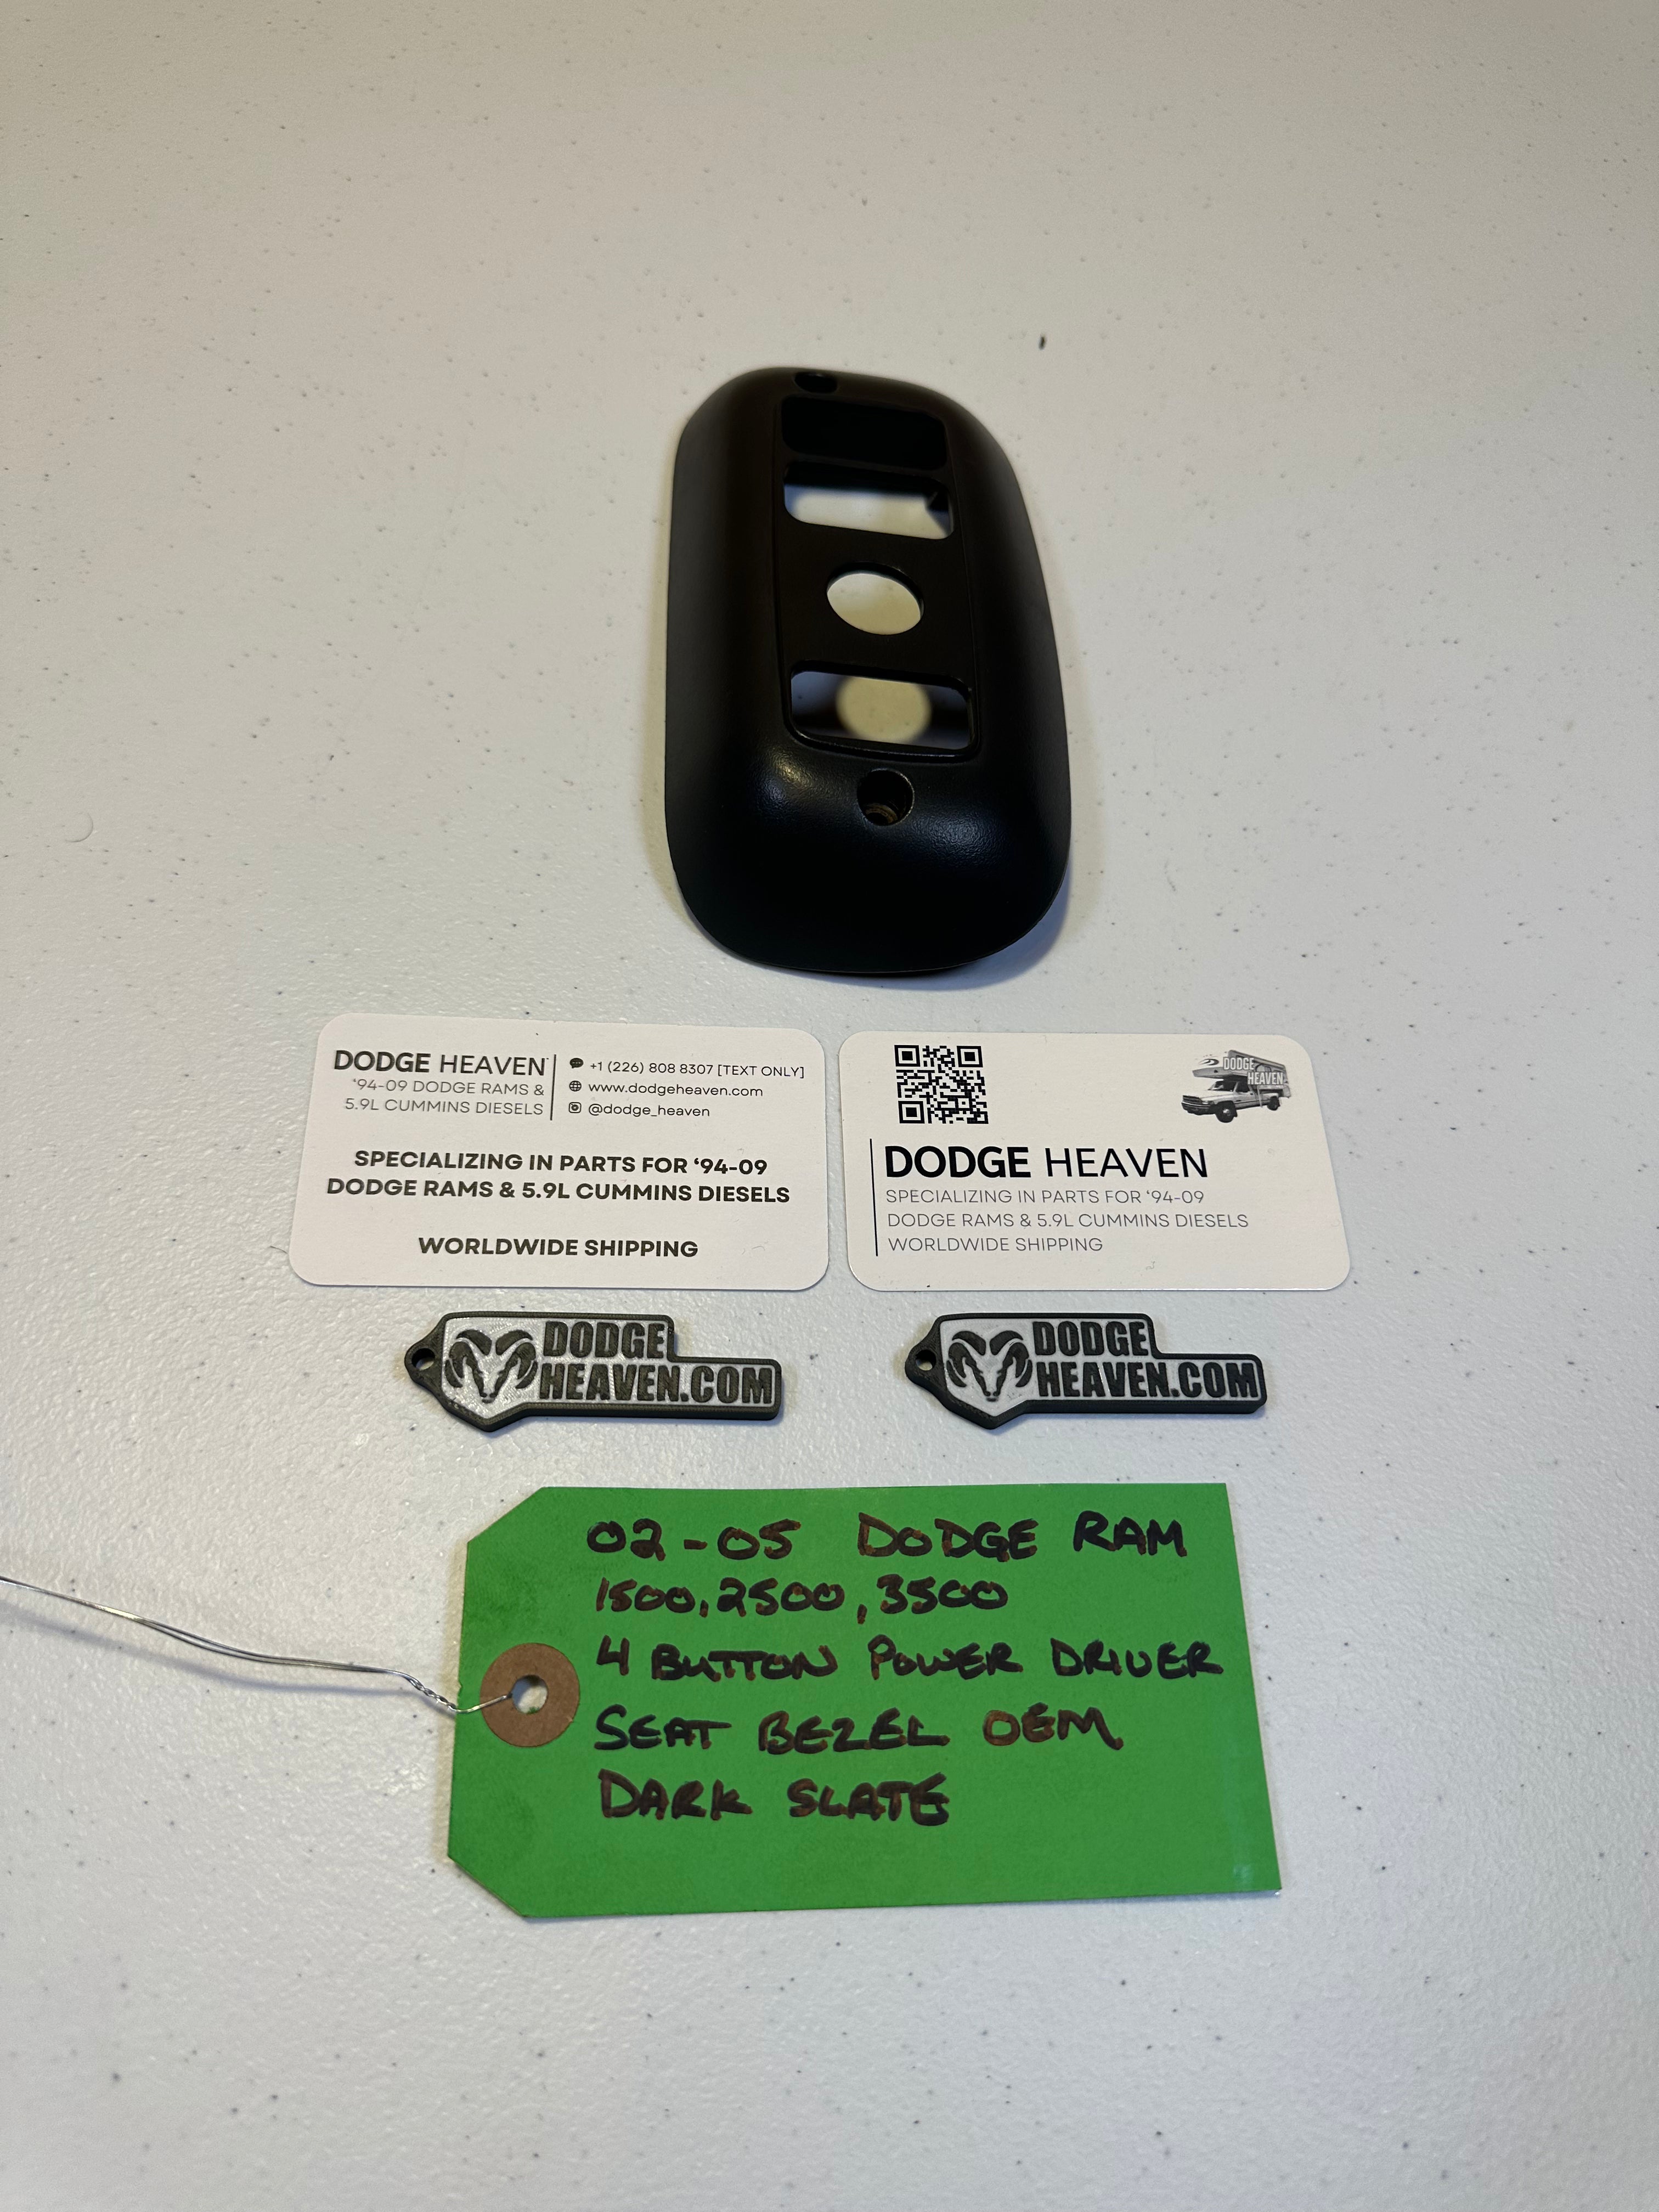 DODGE HEAVEN
'94-09 DODGE RAMS &
5.9L CUMMINS DIESELS
+1 (226) 808 8307 [TEXT ONLY]
www.dodgeheaven.com
@dodge_heaven
SPECIALIZING IN PARTS FOR '94-09
DODGE RAMS & 5.9L CUMMINS DIESELS
WORLDWIDE SHIPPING
DODGE
HEAVEN
DODGE HEAVEN
SPECIALIZING IN PARTS FOR '94-09
DODGE RAMS & 5.9L CUMMINS DIESELS
WORLDWIDE SHIPPING
DODGE
HEAVEN.COM
DODGE
HEAVEN.COM
02-05 DODGE RAM
1500, 2500, 3500
4 BUTTON POWER DRIVER
SEAT BEZEL OEM
DARK SLATE